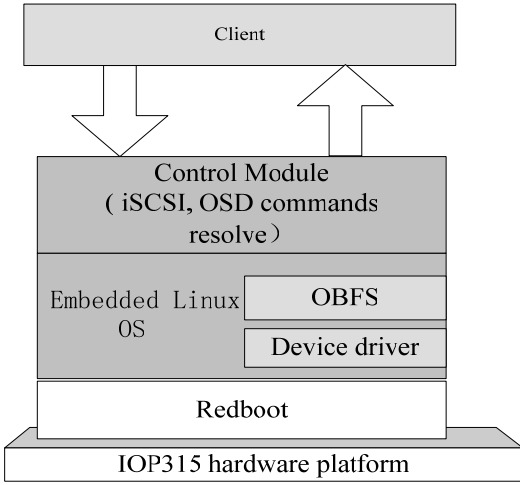 Client
Control Module
( iSCSI, OSD commands
resolve）
Embedded Linux
OS
OBFS
Device driver
Redboot
IOP315 hardware platform